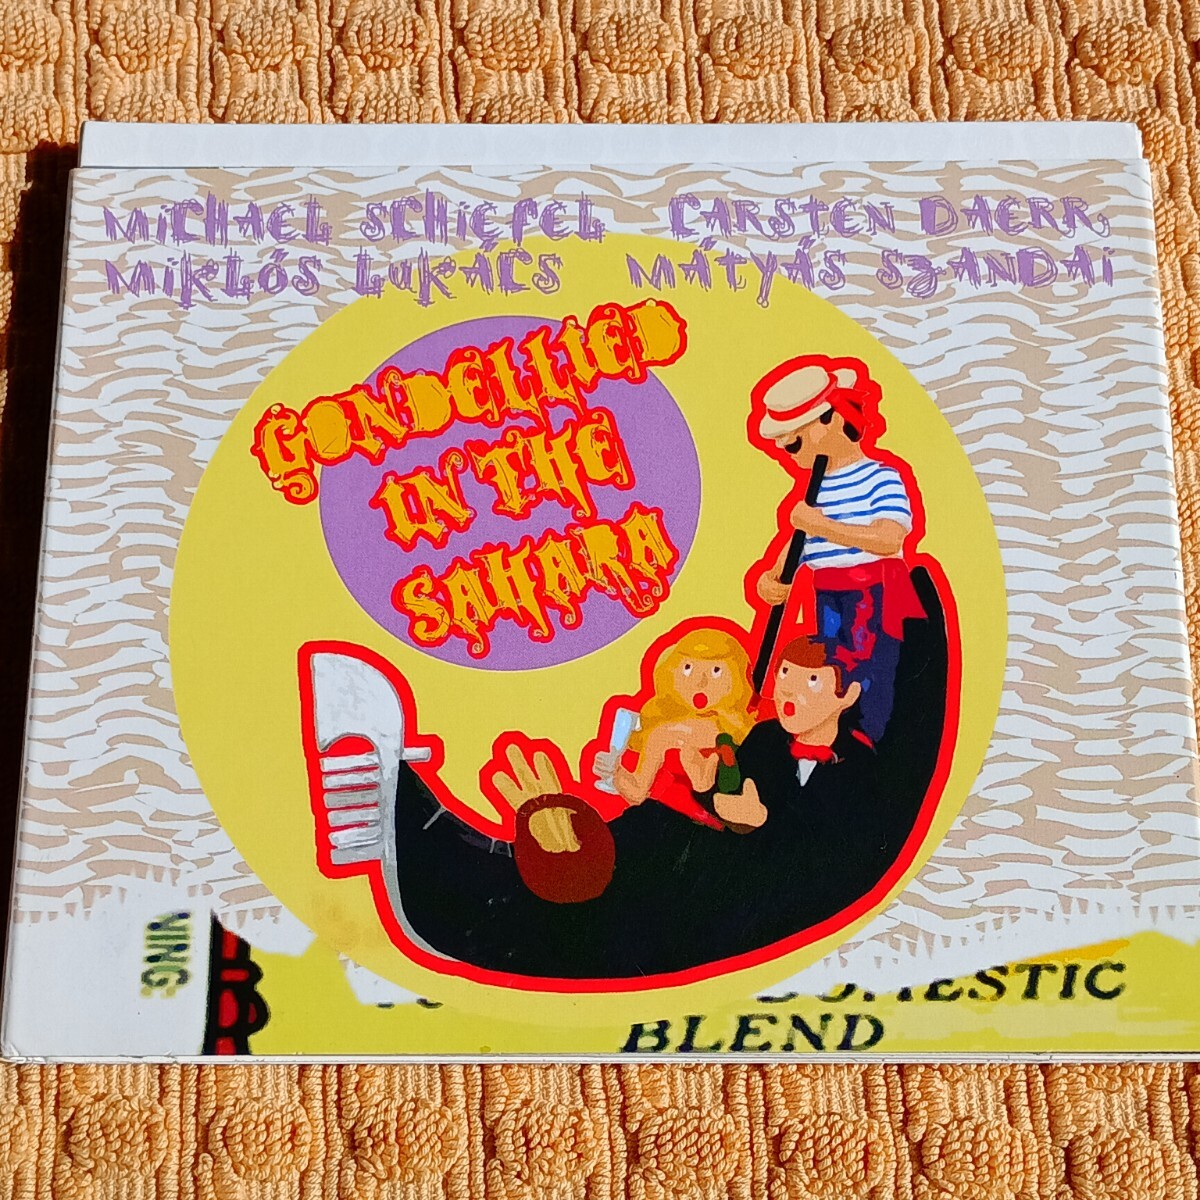 MICHAEL SCHIEFEL CARSTEN DAERR
MIKLÓS LUKÁCS MÁTYÁS SZANDAI
GONDELLIED
IN THE
SAHARA
DOMESTIC
BLEND